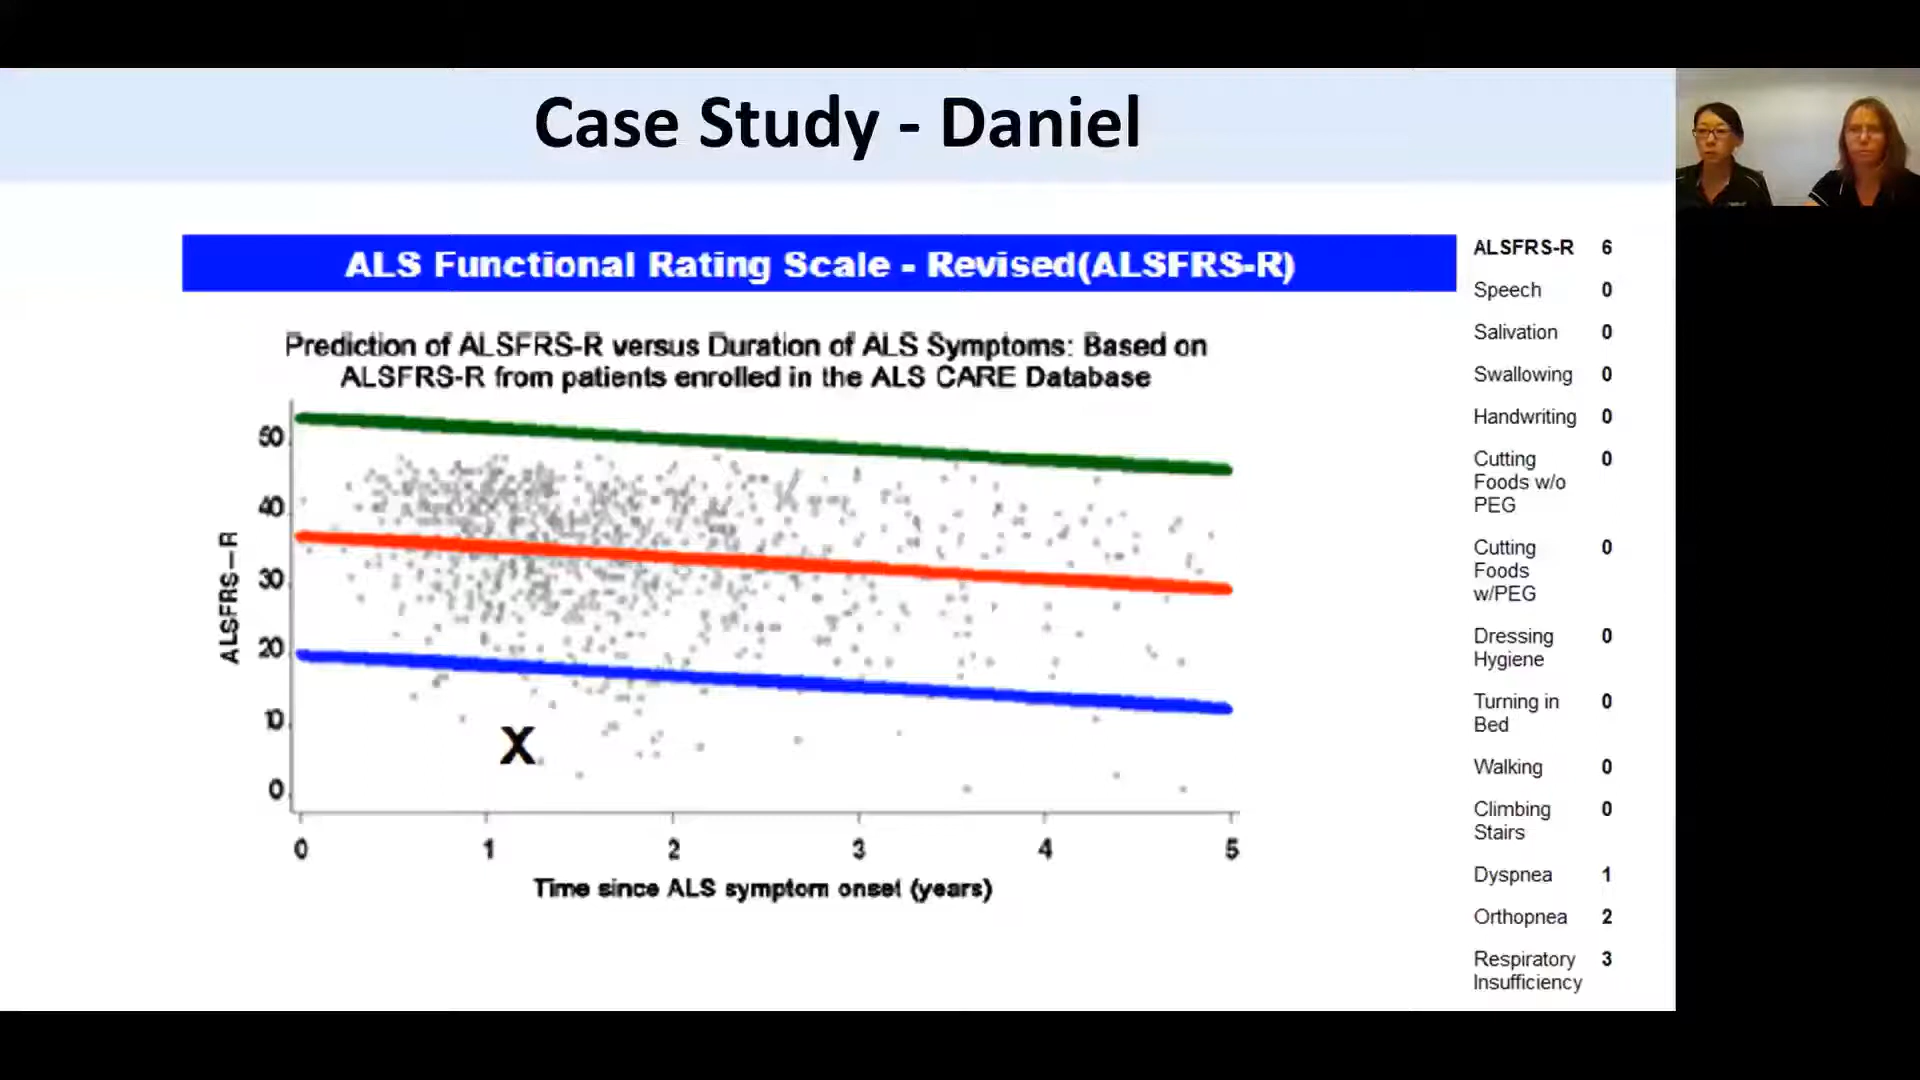 Case Study - Daniel
ALS Functional Rating Scale - Revised(ALSFRS-R)
Prediction of ALSFRS-R versus Duration of ALS Symptoms: Based on
ALSFRS-R from patients enrolled in the ALS CARE Database
ALSFRS-R
50
40
30
20
10
0
X
0 1 2 3 4 5
Time since ALS symptom onset (years)
ALSFRS-R 6
Speech 0
Salivation 0
Swallowing 0
Handwriting 0
Cutting 0
Foods w/o
PEG
Cutting 0
Foods
w/PEG
Dressing 0
Hygiene
Turning in 0
Bed
Walking 0
Climbing 0
Stairs
Dyspnea 1
Orthopnea 2
Respiratory 3
Insufficiency